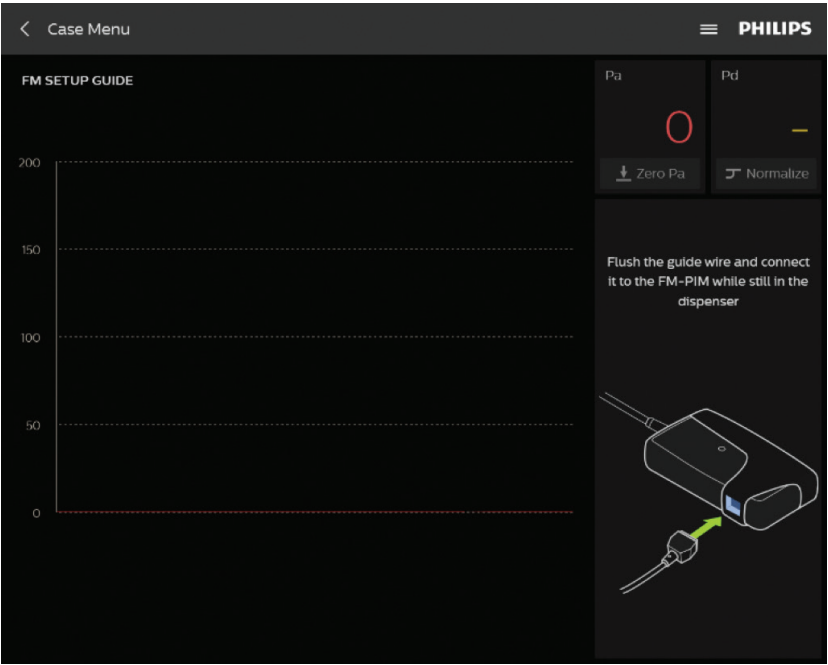 Case Menu
PHILIPS
FM SETUP GUIDE
Pa
Pd
0
–
Zero Pa
Normalize
200
150
100
50
0
Flush the guide wire and connect
it to the FM-PIM while still in the
dispenser